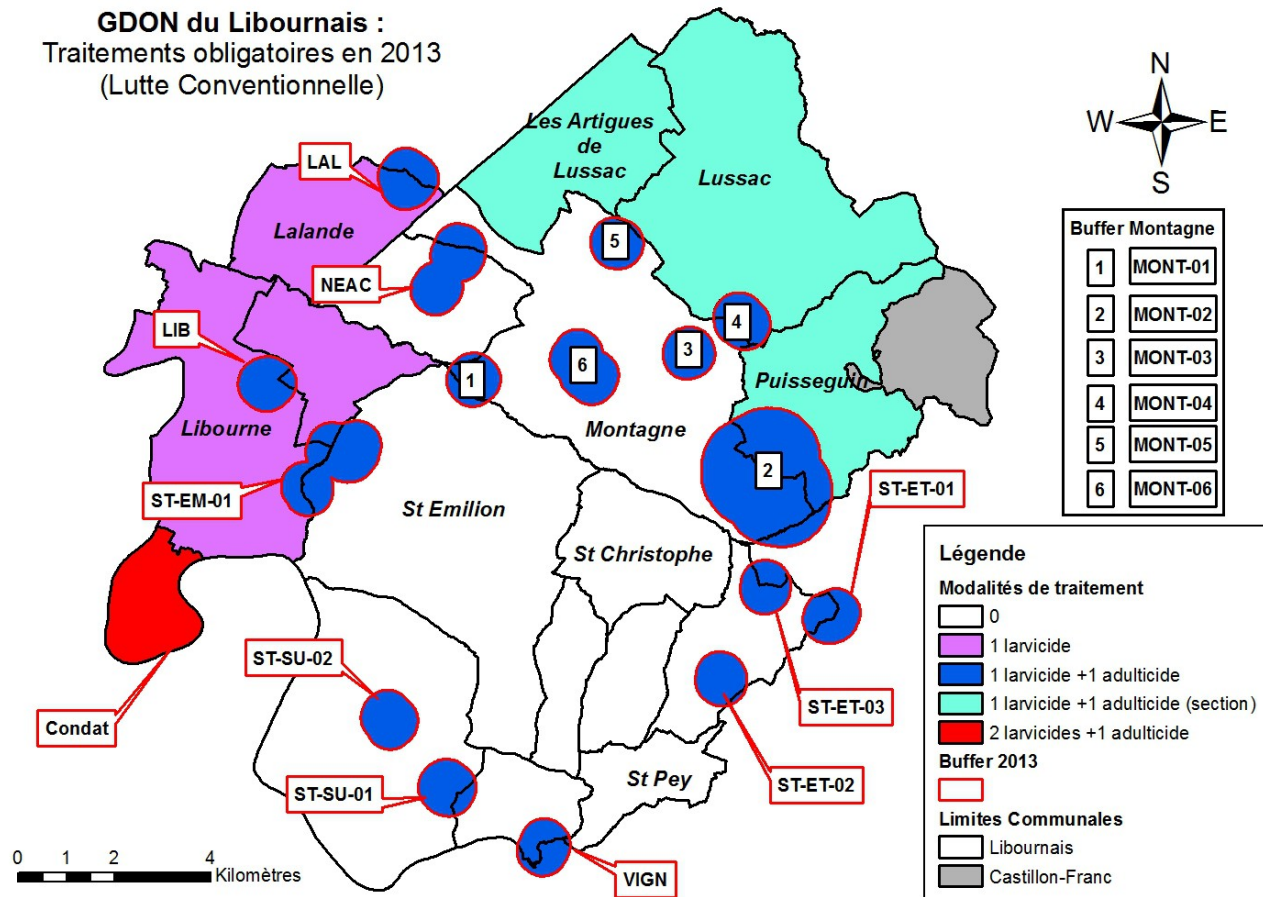 GDON du Libournais :
Traitements obligatoires en 2013
(Lutte Conventionnelle)
N
W E
S
Les Artigues
de
Lussac
Lussac
LAL
Lalande
NEAC
LIB
Libourne
ST-EM-01
Condat
5
4
3
6
1
2
Puisseguin
Montagne
St Emilion
St Christophe
ST-ET-01
ST-SU-02
ST-ET-03
ST-ET-02
ST-SU-01
St Pey
VIGN
0 1 2 4
Kilomètres
Buffer Montagne
1 MONT-01
2 MONT-02
3 MONT-03
4 MONT-04
5 MONT-05
6 MONT-06
Légende
Modalités de traitement
0
1 larvicide
1 larvicide +1 adulticide
1 larvicide +1 adulticide (section)
2 larvicides +1 adulticide
Buffer 2013
Limites Communales
Libournais
Castillon-Franc